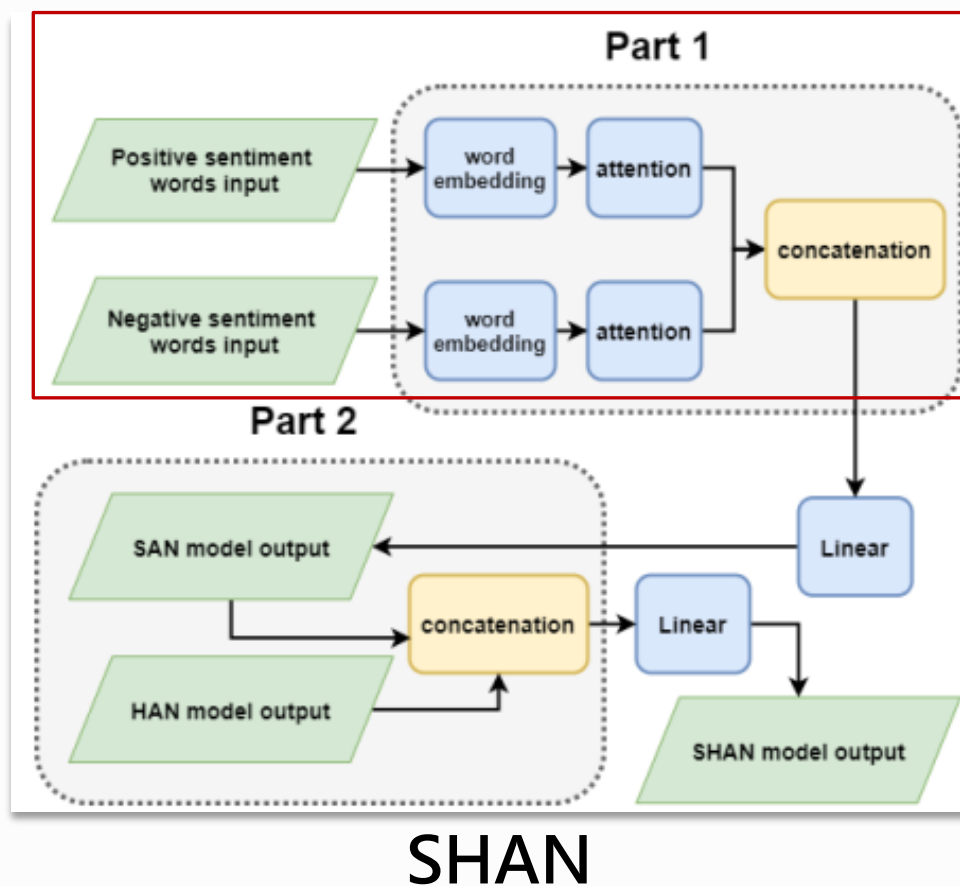 Part 1
Positive sentiment
words input
word
embedding
attention
concatenation
Negative sentiment
words input
word
embedding
attention
Part 2
SAN model output
Linear
concatenation
Linear
HAN model output
SHAN model output
SHAN